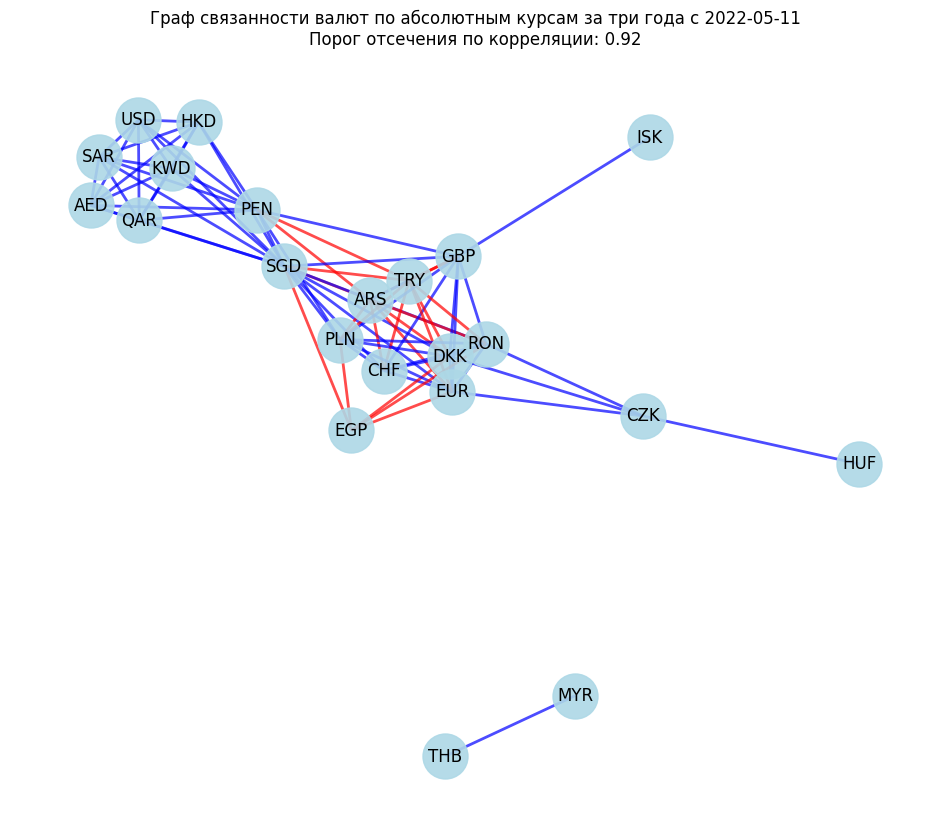 Граф связанности валют по абсолютным курсам за три года с 2022-05-11
Порог отсечения по корреляции: 0.92
USD
HKD
ISK
SAR
KWD
AED
QAR
PEN
GBP
SGD
TRY
ARS
PLN
RON
DKK
CHF
EUR
CZK
EGP
HUF
MYR
THB